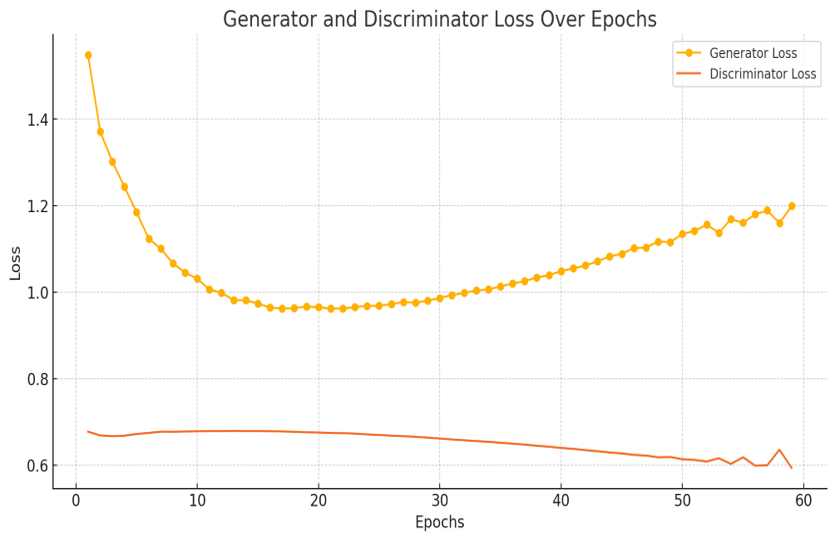 Generator and Discriminator Loss Over Epochs
Generator Loss
Discriminator Loss
1.4
1.2
1.0
0.8
0.6
Loss
0 10 20 30 40 50 60
Epochs